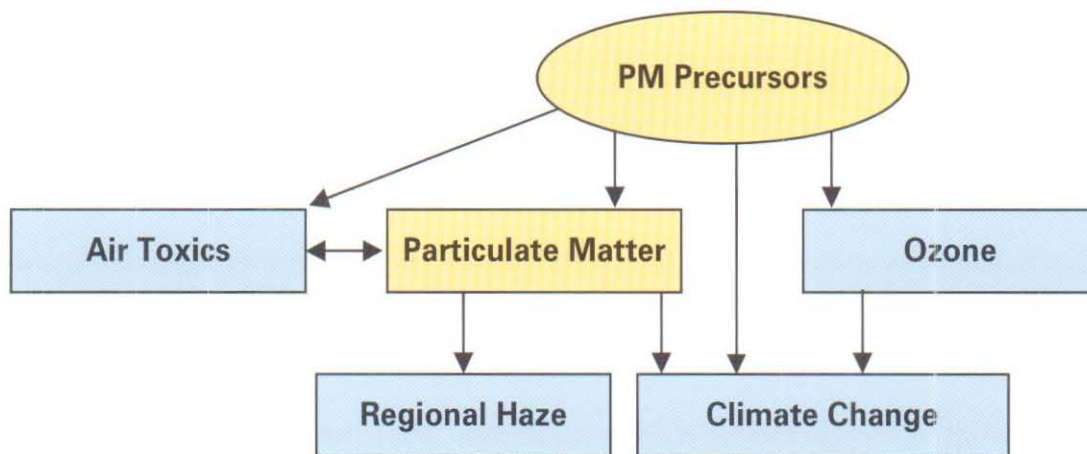 PM Precursors
Air Toxics
Particulate Matter
Ozone
Regional Haze
Climate Change